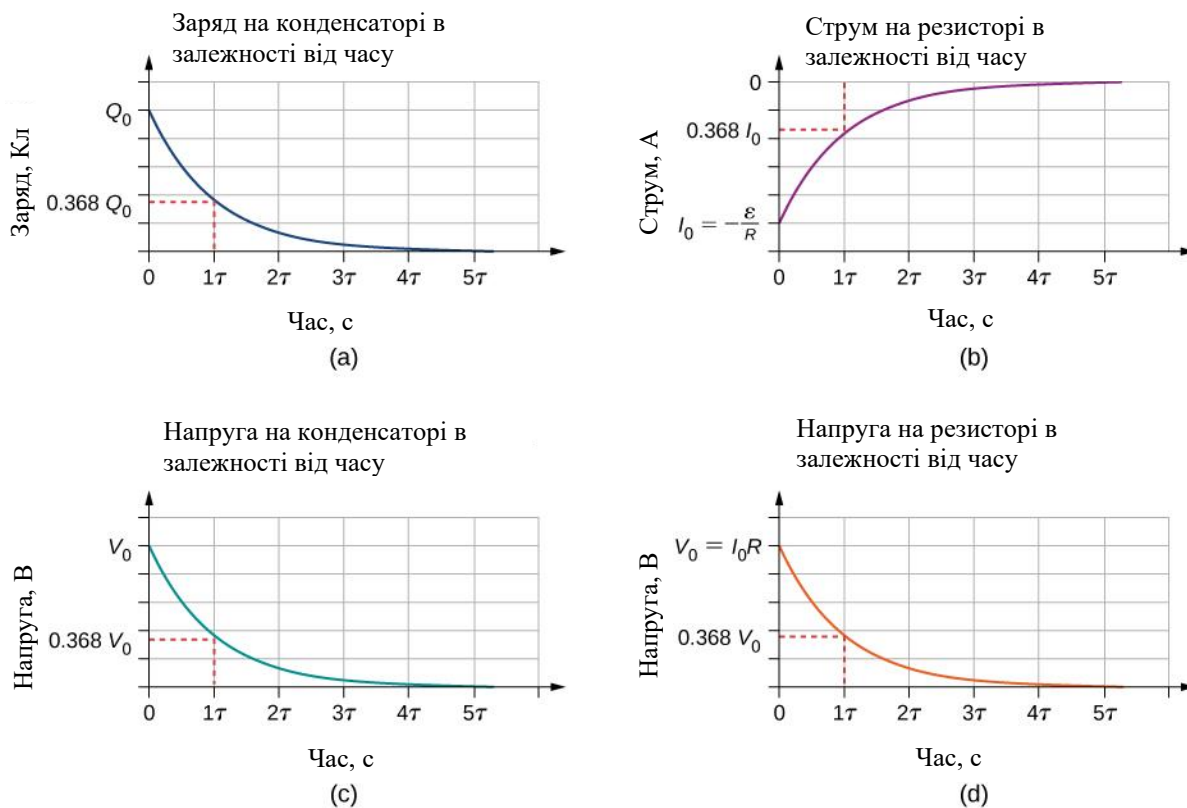 Заряд на конденсаторі в
залежності від часу
Заряд, Кл
Q₀
0.368 Q₀
0 1τ 2τ 3τ 4τ 5τ
Час, с
(a)
Струм на резисторі в
залежності від часу
Струм, А
0
0.368 I₀
I₀ = −ε/R
0 1τ 2τ 3τ 4τ 5τ
Час, с
(b)
Напруга на конденсаторі в
залежності від часу
Напруга, В
V₀
0.368 V₀
0 1τ 2τ 3τ 4τ 5τ
Час, с
(c)
Напруга на резисторі в
залежності від часу
Напруга, В
V₀ = I₀R
0.368 V₀
0 1τ 2τ 3τ 4τ 5τ
Час, с
(d)